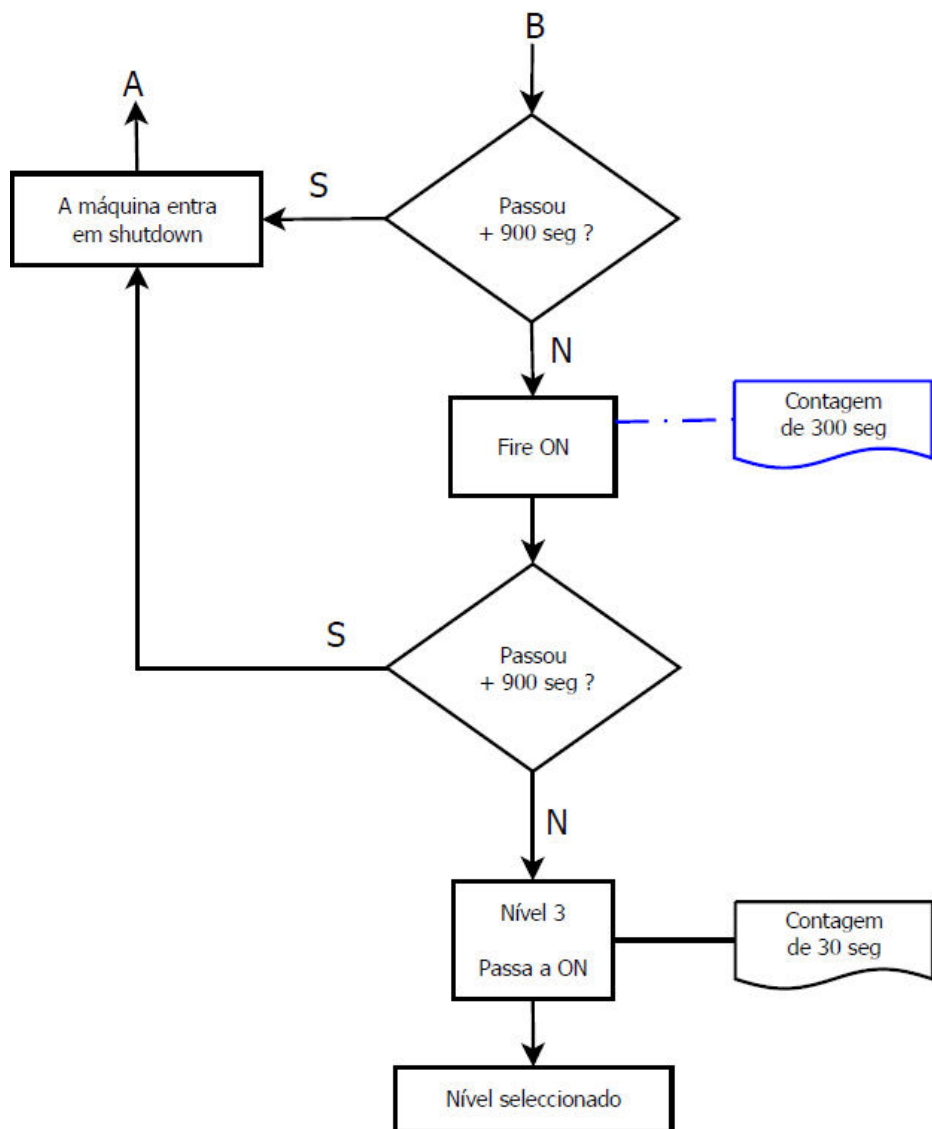 B
A
A máquina entra
em shutdown
S
Passou
+ 900 seg ?
N
Fire ON
Contagem
de 300 seg
S
Passou
+ 900 seg ?
N
Nível 3
Passa a ON
Contagem
de 30 seg
Nível seleccionado